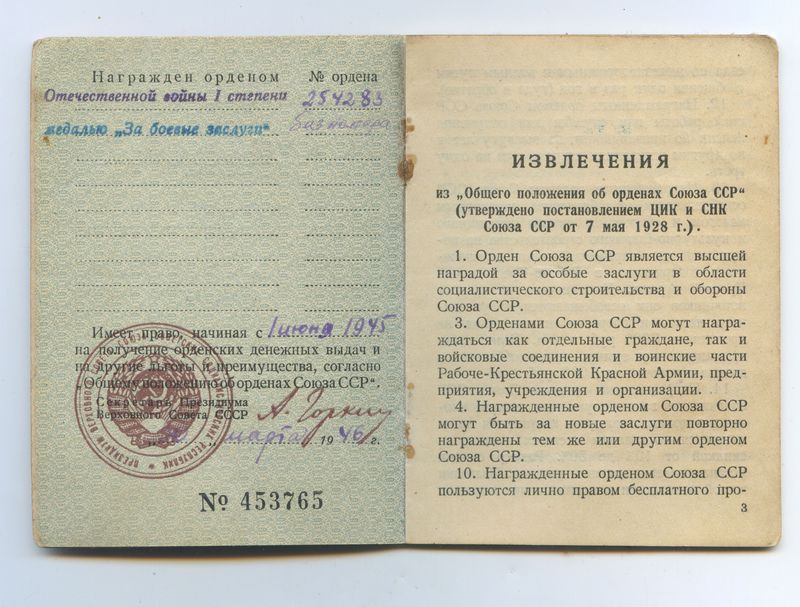 Награжден орденом № ордена
Отечественной войны I степени 254283
медалью „За боевые заслуги“ без номера
Имеет право, начиная с 1 июня 1945
на получение орденских денежных выдач и
на другие льготы и преимущества, согласно
„Общему положению об орденах Союза ССР“.
Секретарь Президиума
Верховного Совета СССР А. Горкин
марта 1946 г.
№ 453765
ИЗВЛЕЧЕНИЯ
из „Общего положения об орденах Союза ССР“
(утверждено постановлением ЦИК и СНК
Союза ССР от 7 мая 1928 г.).
1. Орден Союза ССР является высшей
наградой за особые заслуги в области
социалистического строительства и обороны
Союза ССР.
3. Орденами Союза ССР могут награ-
ждаться как отдельные граждане, так и
войсковые соединения и воинские части
Рабоче-Крестьянской Красной Армии, пред-
приятия, учреждения и организации.
4. Награжденные орденом Союза ССР
могут быть за новые заслуги повторно
награждены тем же или другим орденом
Союза ССР.
10. Награжденные орденом Союза ССР
пользуются лично правом бесплатного про-
3